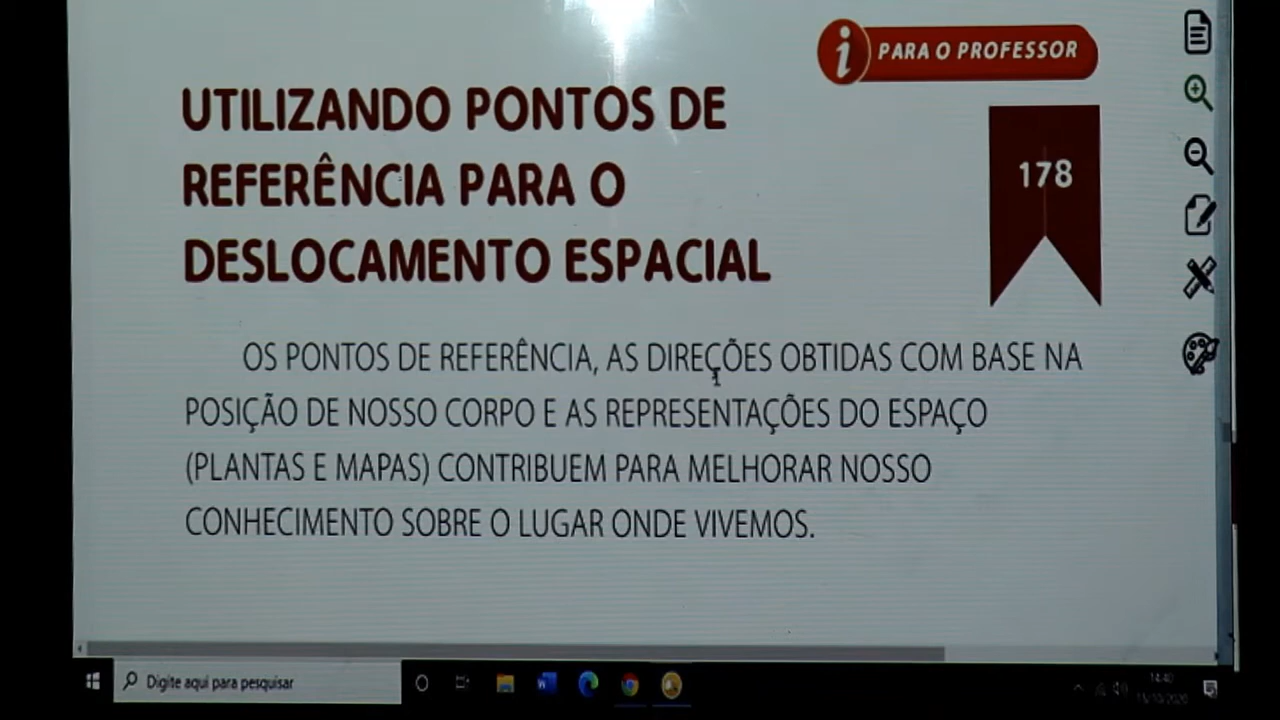 PARA O PROFESSOR
UTILIZANDO PONTOS DE
REFERÊNCIA PARA O
DESLOCAMENTO ESPACIAL
178
OS PONTOS DE REFERÊNCIA, AS DIREÇÕES OBTIDAS COM BASE NA
POSIÇÃO DE NOSSO CORPO E AS REPRESENTAÇÕES DO ESPAÇO
(PLANTAS E MAPAS) CONTRIBUEM PARA MELHORAR NOSSO
CONHECIMENTO SOBRE O LUGAR ONDE VIVEMOS.
Digite aqui para pesquisar
14:40